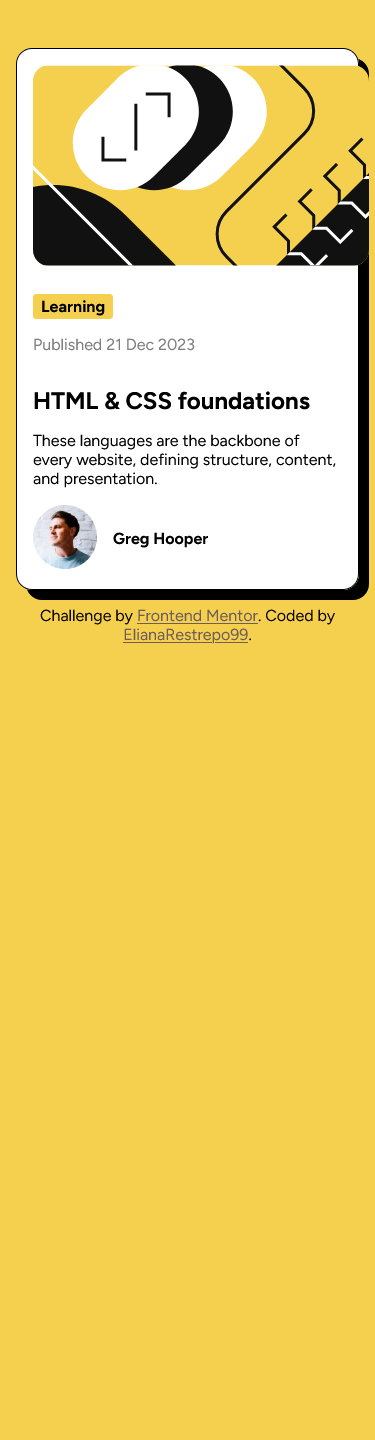 Learning
Published 21 Dec 2023
HTML & CSS foundations
These languages are the backbone of
every website, defining structure, content,
and presentation.
Greg Hooper
Challenge by Frontend Mentor. Coded by
ElianaRestrepo99.